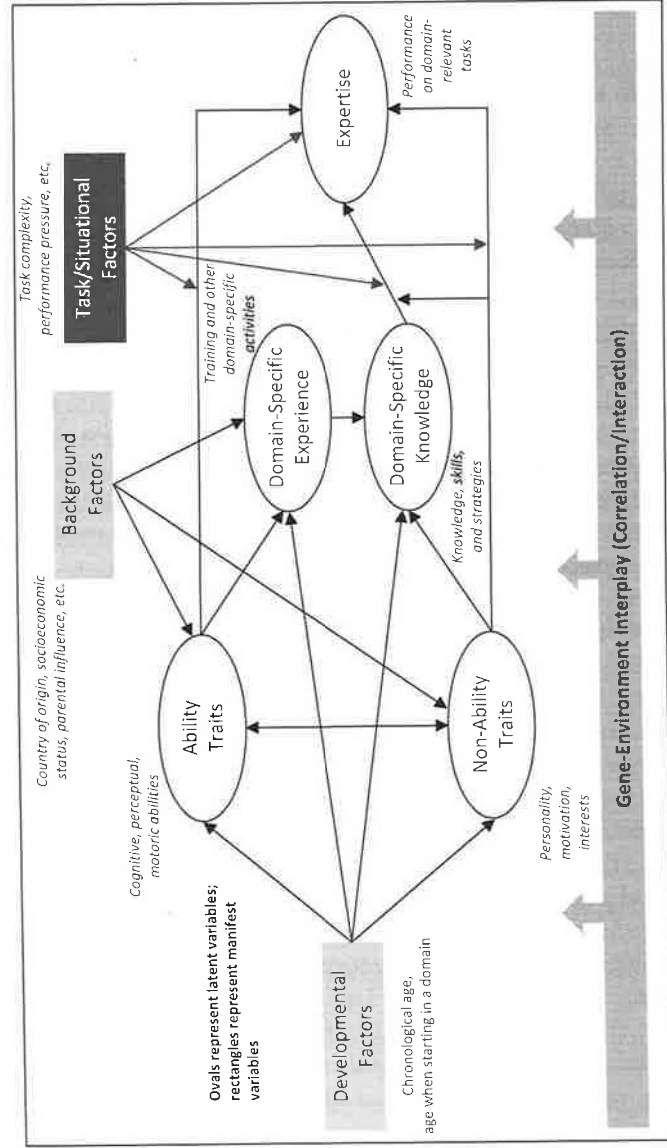 Task complexity,
performance pressure, etc.
Task/Situational
Factors
Background
Factors
Country of origin, socioeconomic
status, parental influence, etc.
Training and other
domain-specific
activities
Expertise
Performance
on domain-
relevant
tasks
Domain-Specific
Experience
Domain-Specific
Knowledge
Knowledge, skills,
and strategies
Ability
Traits
Cognitive, perceptual,
motoric abilities
Non-Ability
Traits
Personality,
motivation,
interests
Ovals represent latent variables;
rectangles represent manifest
variables
Developmental
Factors
Chronological age,
age when starting in a domain
Gene-Environment Interplay (Correlation/Interaction)